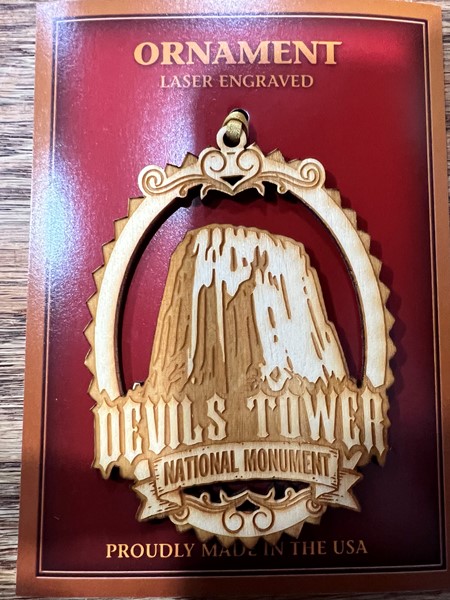 ORNAMENT
LASER ENGRAVED
DEVILS TOWER
NATIONAL MONUMENT
PROUDLY MADE IN THE USA